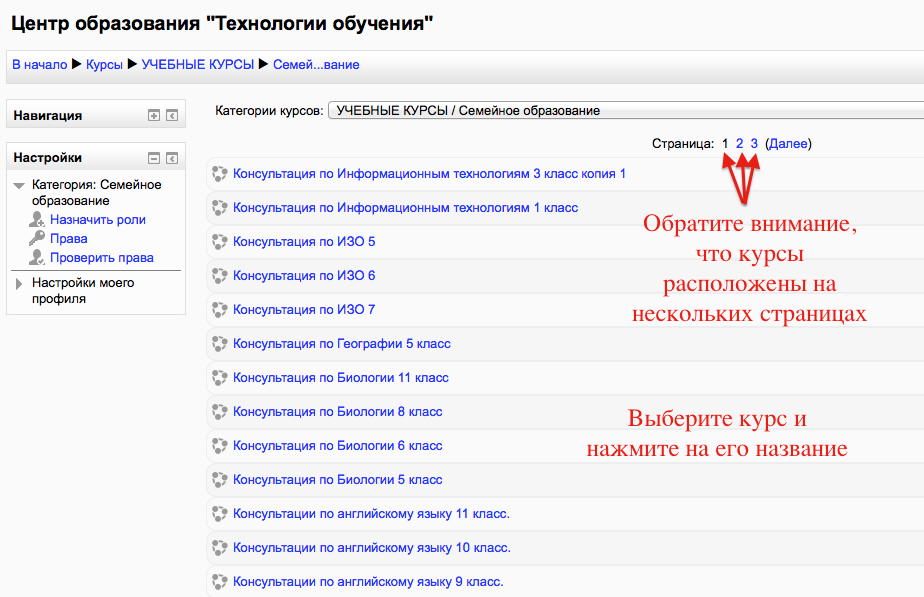 Центр образования "Технологии обучения"
В начало ▶ Курсы ▶ УЧЕБНЫЕ КУРСЫ ▶ Семей...вание
Навигация
Настройки
Категория: Семейное
образование
Назначить роли
Права
Проверить права
Настройки моего
профиля
Категории курсов: УЧЕБНЫЕ КУРСЫ / Семейное образование
Страница: 1 2 3 (Далее)
Консультация по Информационным технологиям 3 класс копия 1
Консультация по Информационным технологиям 1 класс
Консультация по ИЗО 5
Консультация по ИЗО 6
Консультация по ИЗО 7
Консультация по Географии 5 класс
Консультация по Биологии 11 класс
Консультация по Биологии 8 класс
Консультация по Биологии 6 класс
Консультация по Биологии 5 класс
Консультации по английскому языку 11 класс.
Консультации по английскому языку 10 класс.
Консультации по английскому языку 9 класс.
Обратите внимание,
что курсы
расположены на
нескольких страницах
Выберите курс и
нажмите на его название